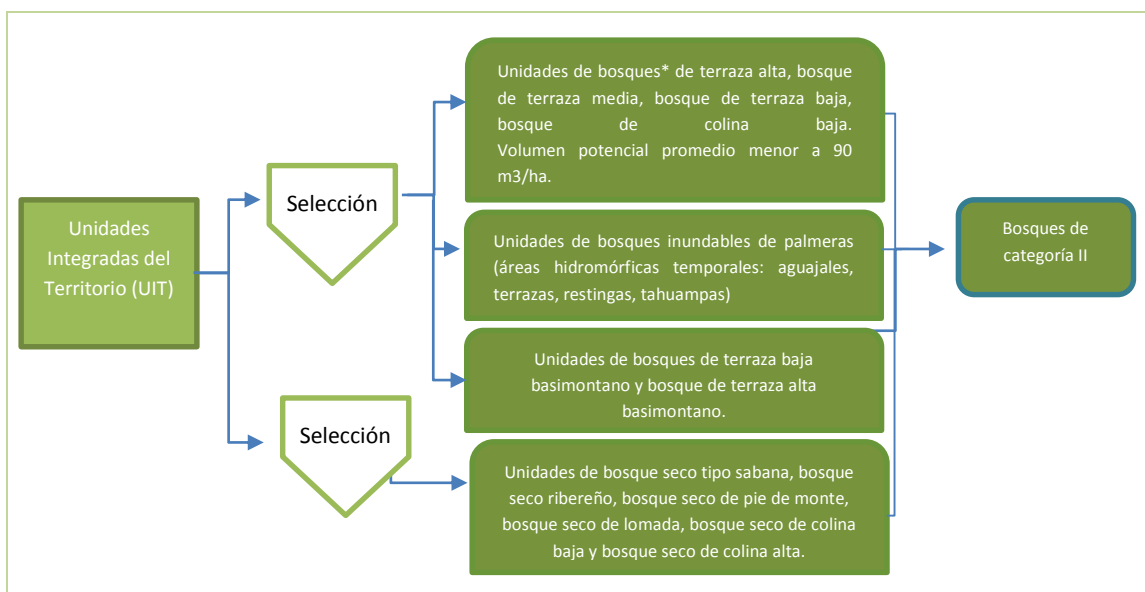 Unidades
Integradas del
Territorio (UIT)
Selección
Selección
Unidades de bosques* de terraza alta, bosque
de terraza media, bosque de terraza baja,
bosque de colina baja.
Volumen potencial promedio menor a 90
m3/ha.
Unidades de bosques inundables de palmeras
(áreas hidromórficas temporales: aguajales,
terrazas, restingas, tahuampas)
Unidades de bosques de terraza baja
basimontano y bosque de terraza alta
basimontano.
Unidades de bosque seco tipo sabana, bosque
seco ribereño, bosque seco de pie de monte,
bosque seco de lomada, bosque seco de colina
baja y bosque seco de colina alta.
Bosques de
categoría II